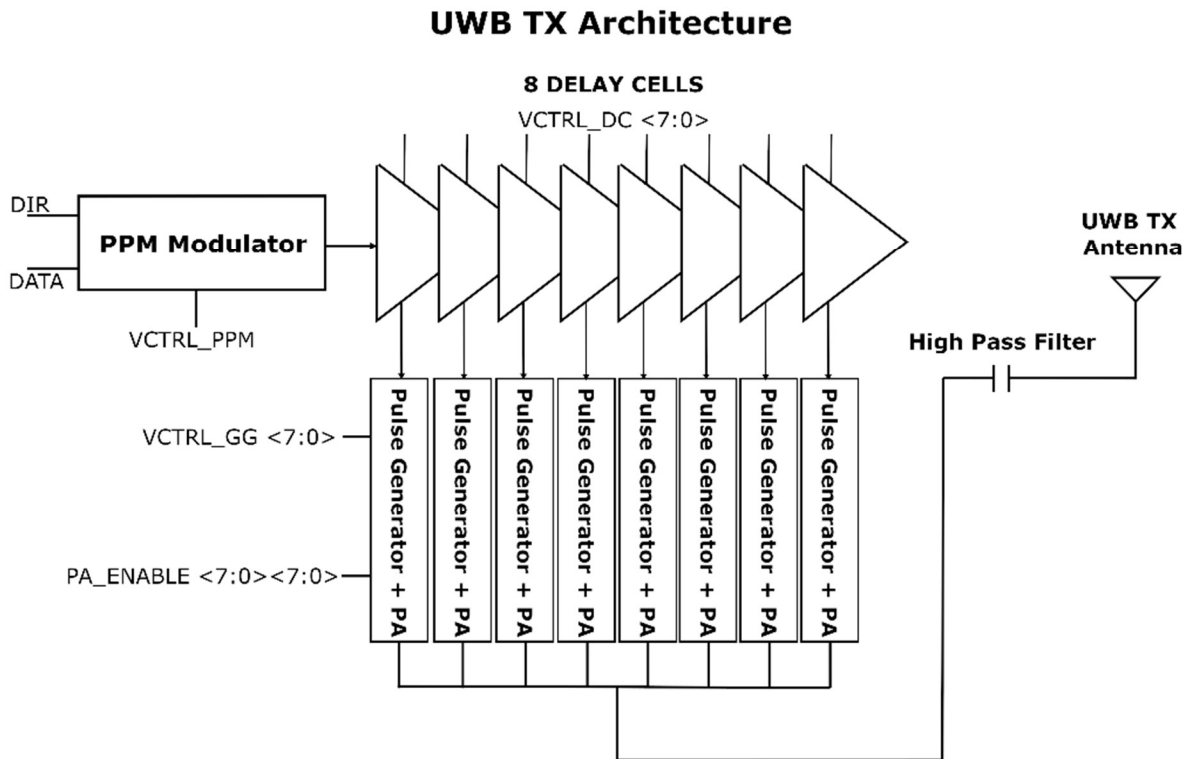 UWB TX Architecture
8 DELAY CELLS
VCTRL_DC <7:0>
DIR
DATA
PPM Modulator
VCTRL_PPM
UWB TX
Antenna
High Pass Filter
VCTRL_GG <7:0>
PA_ENABLE <7:0><7:0>
Pulse Generator + PA
Pulse Generator + PA
Pulse Generator + PA
Pulse Generator + PA
Pulse Generator + PA
Pulse Generator + PA
Pulse Generator + PA
Pulse Generator + PA